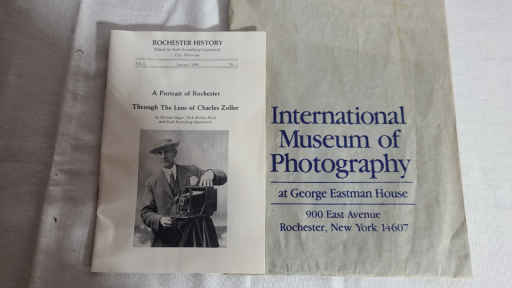 ROCHESTER HISTORY
A Portrait of Rochester
Through The Lens of Charles Zoller
International
Museum of
Photography
at George Eastman House
900 East Avenue
Rochester, New York 14607